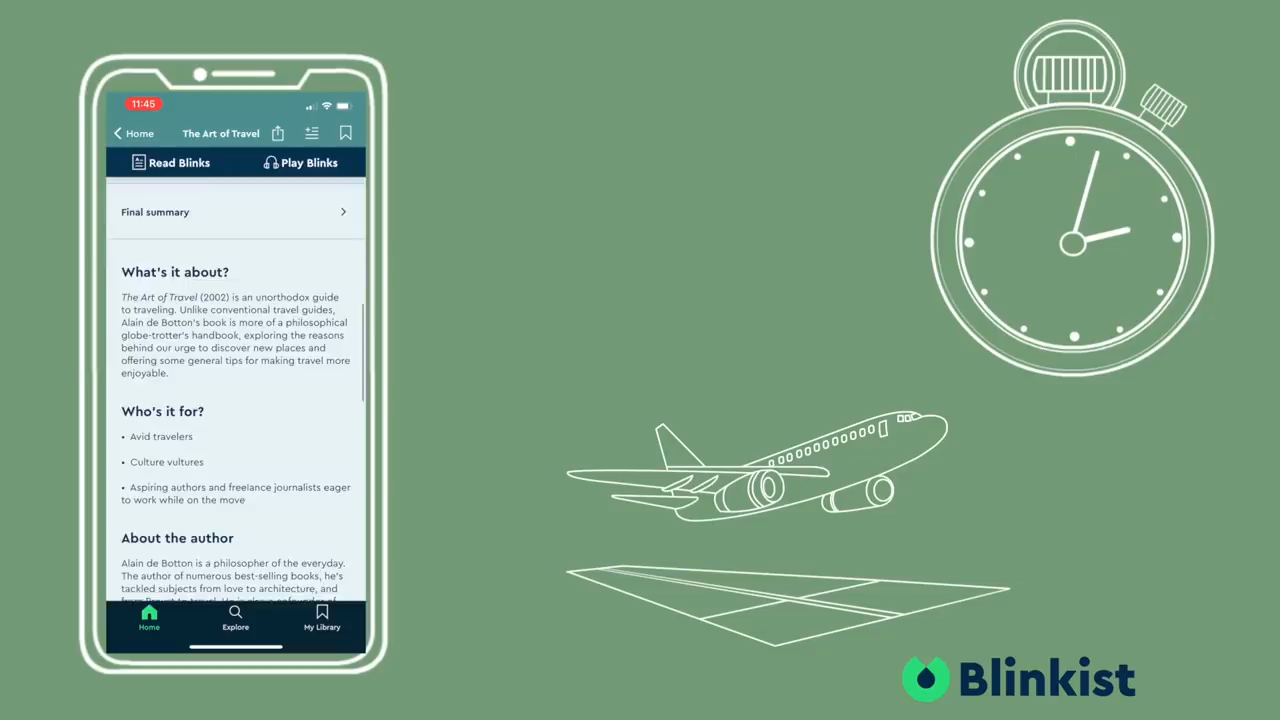 11:45
Home
The Art of Travel
Read Blinks
Play Blinks
Final summary
What's it about?
The Art of Travel (2002) is an unorthodox guide
to traveling. Unlike conventional travel guides,
Alain de Botton's book is more of a philosophical
globe-trotter's handbook, exploring the reasons
behind our urge to discover new places and
offering some general tips for making travel more
enjoyable.
Who's it for?
• Avid travelers
• Culture vultures
• Aspiring authors and freelance journalists eager
to work while on the move
About the author
Alain de Botton is a philosopher of the everyday.
The author of numerous best-selling books, he's
tackled subjects from love to architecture, and
Home
Explore
My Library
Blinkist